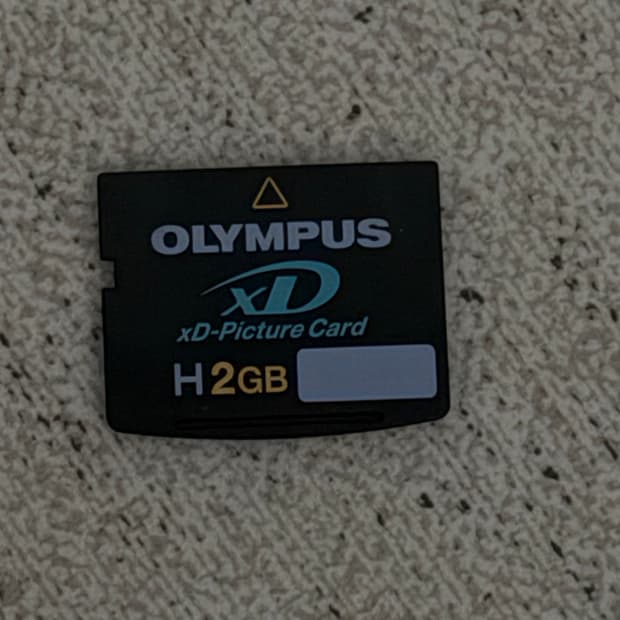 OLYMPUS
xD
xD-Picture Card
H 2GB